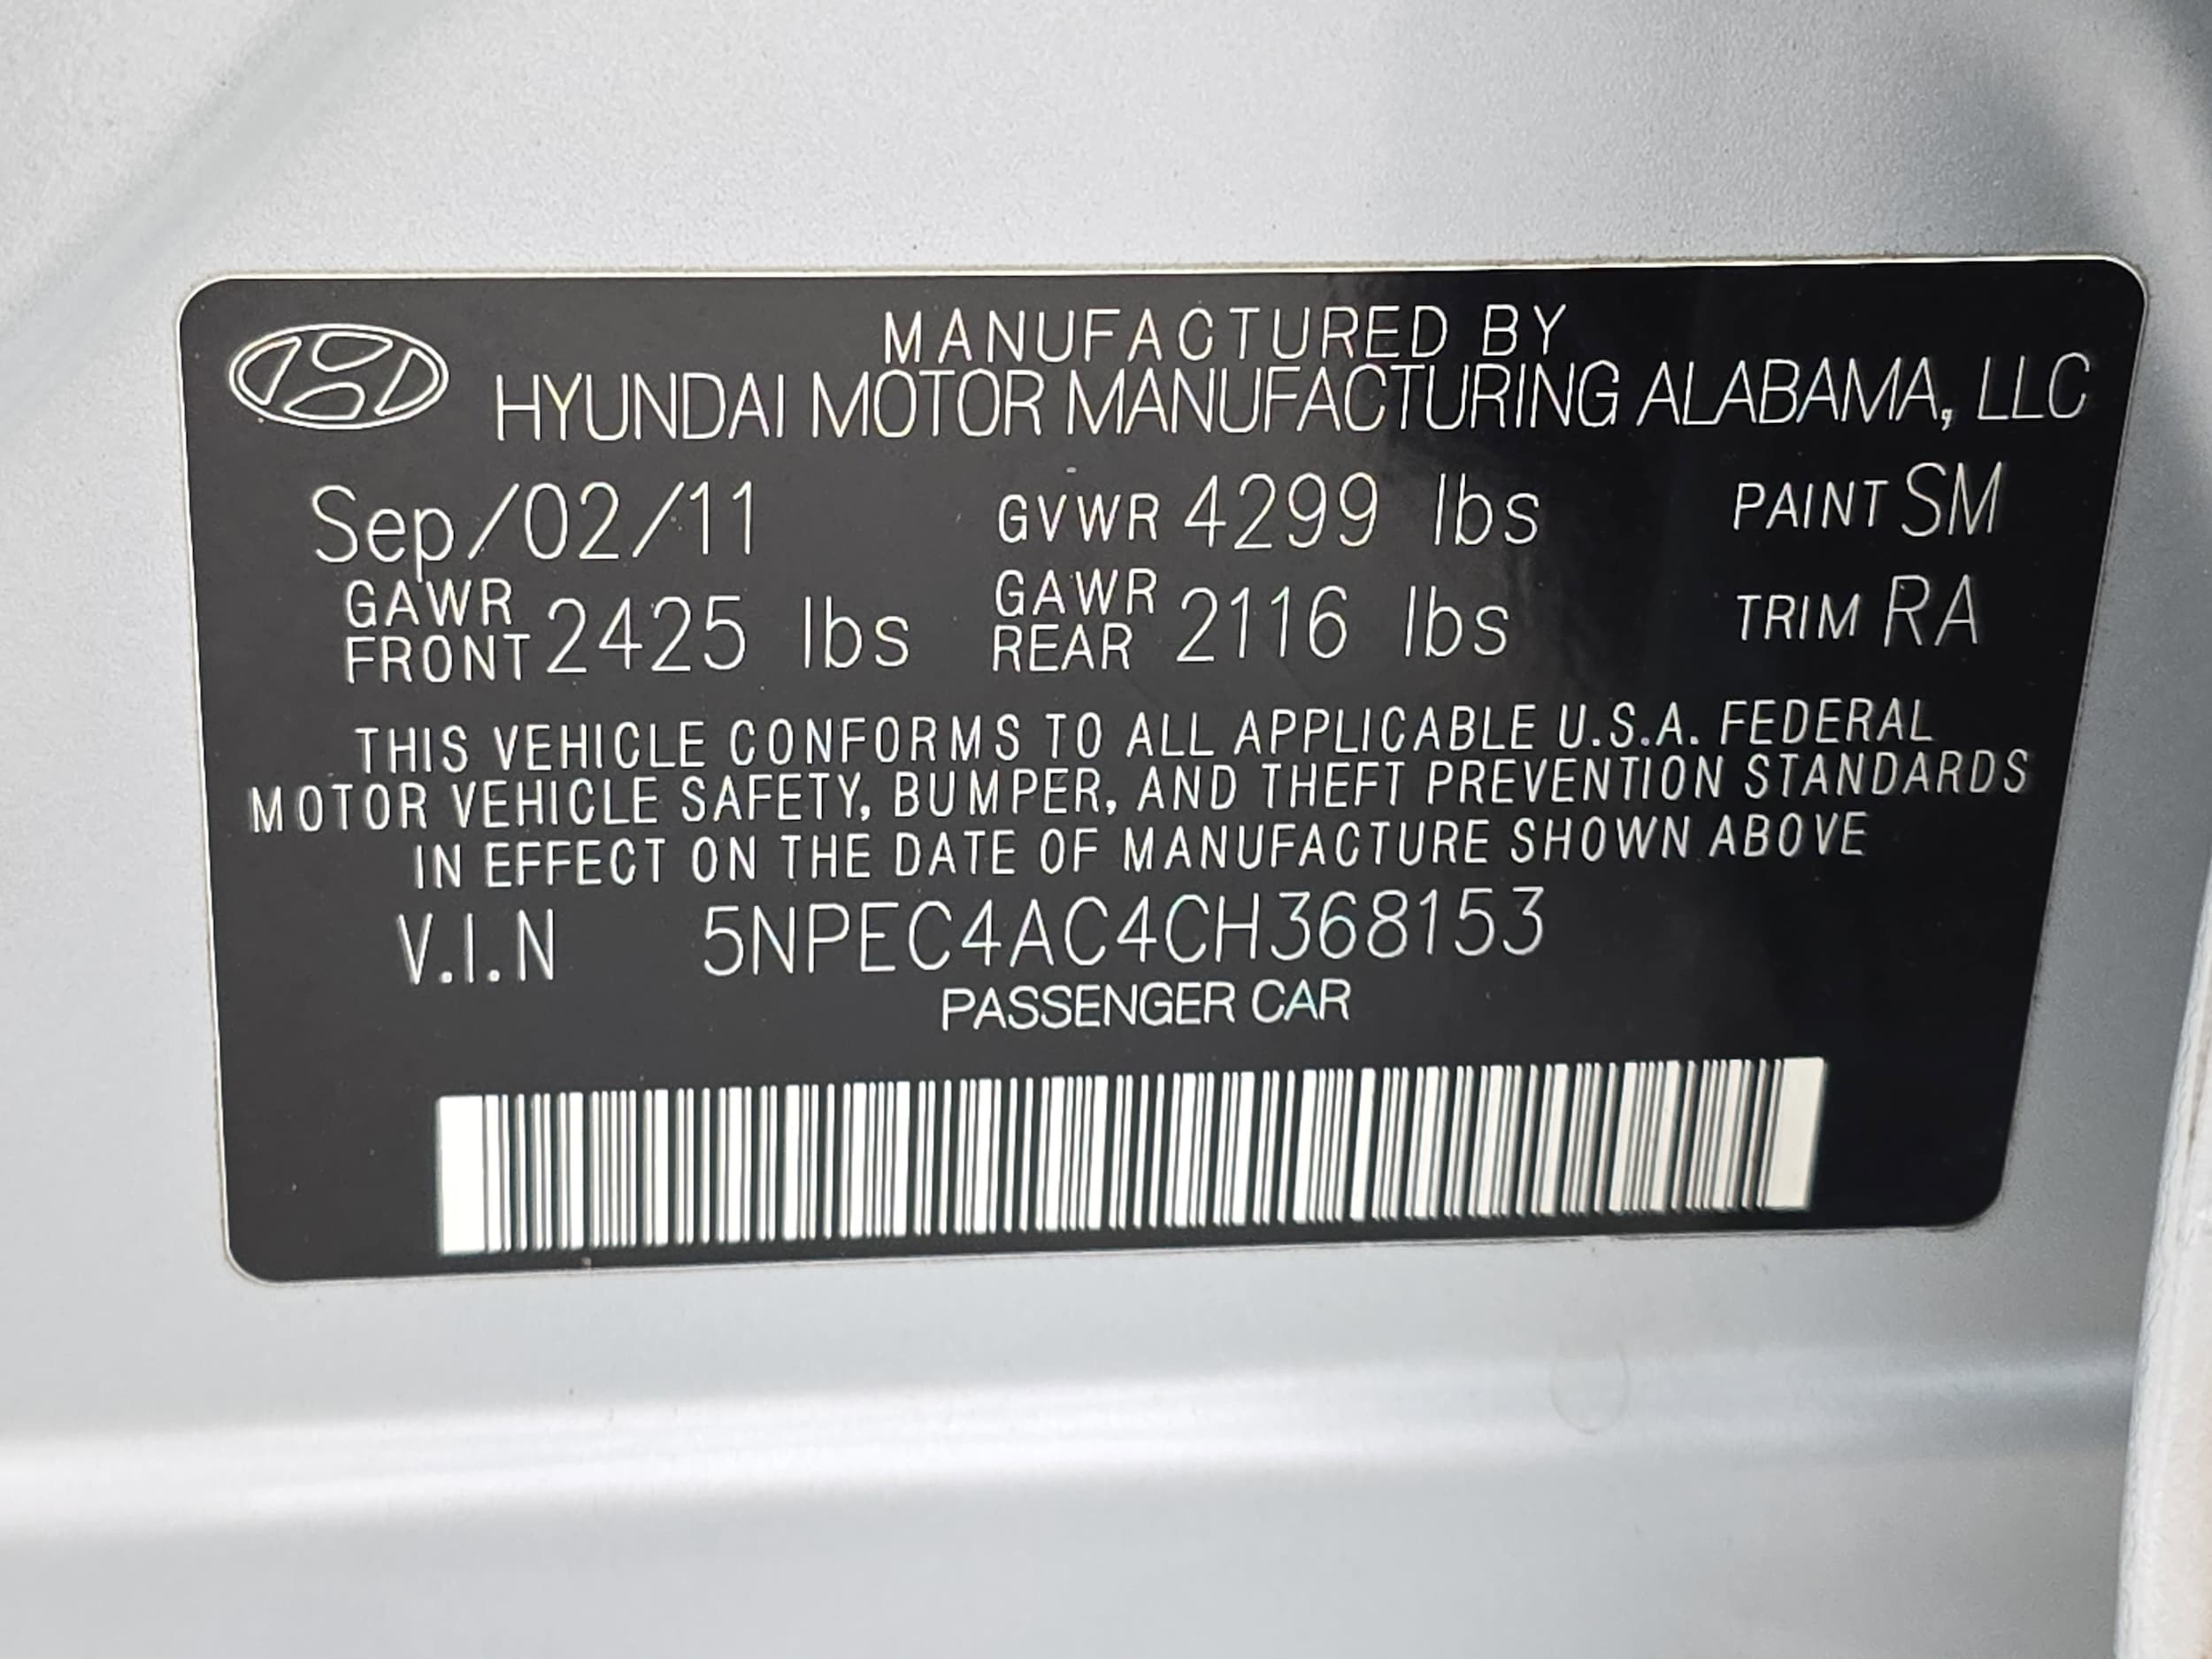 MANUFACTURED BY
HYUNDAI MOTOR MANUFACTURING ALABAMA, LLC
Sep/02/11 GVWR 4299 lbs PAINT SM
GAWR FRONT 2425 lbs GAWR REAR 2116 lbs TRIM RA
THIS VEHICLE CONFORMS TO ALL APPLICABLE U.S.A. FEDERAL
MOTOR VEHICLE SAFETY, BUMPER, AND THEFT PREVENTION STANDARDS
IN EFFECT ON THE DATE OF MANUFACTURE SHOWN ABOVE
V.I.N 5NPEC4AC4CH368153
PASSENGER CAR